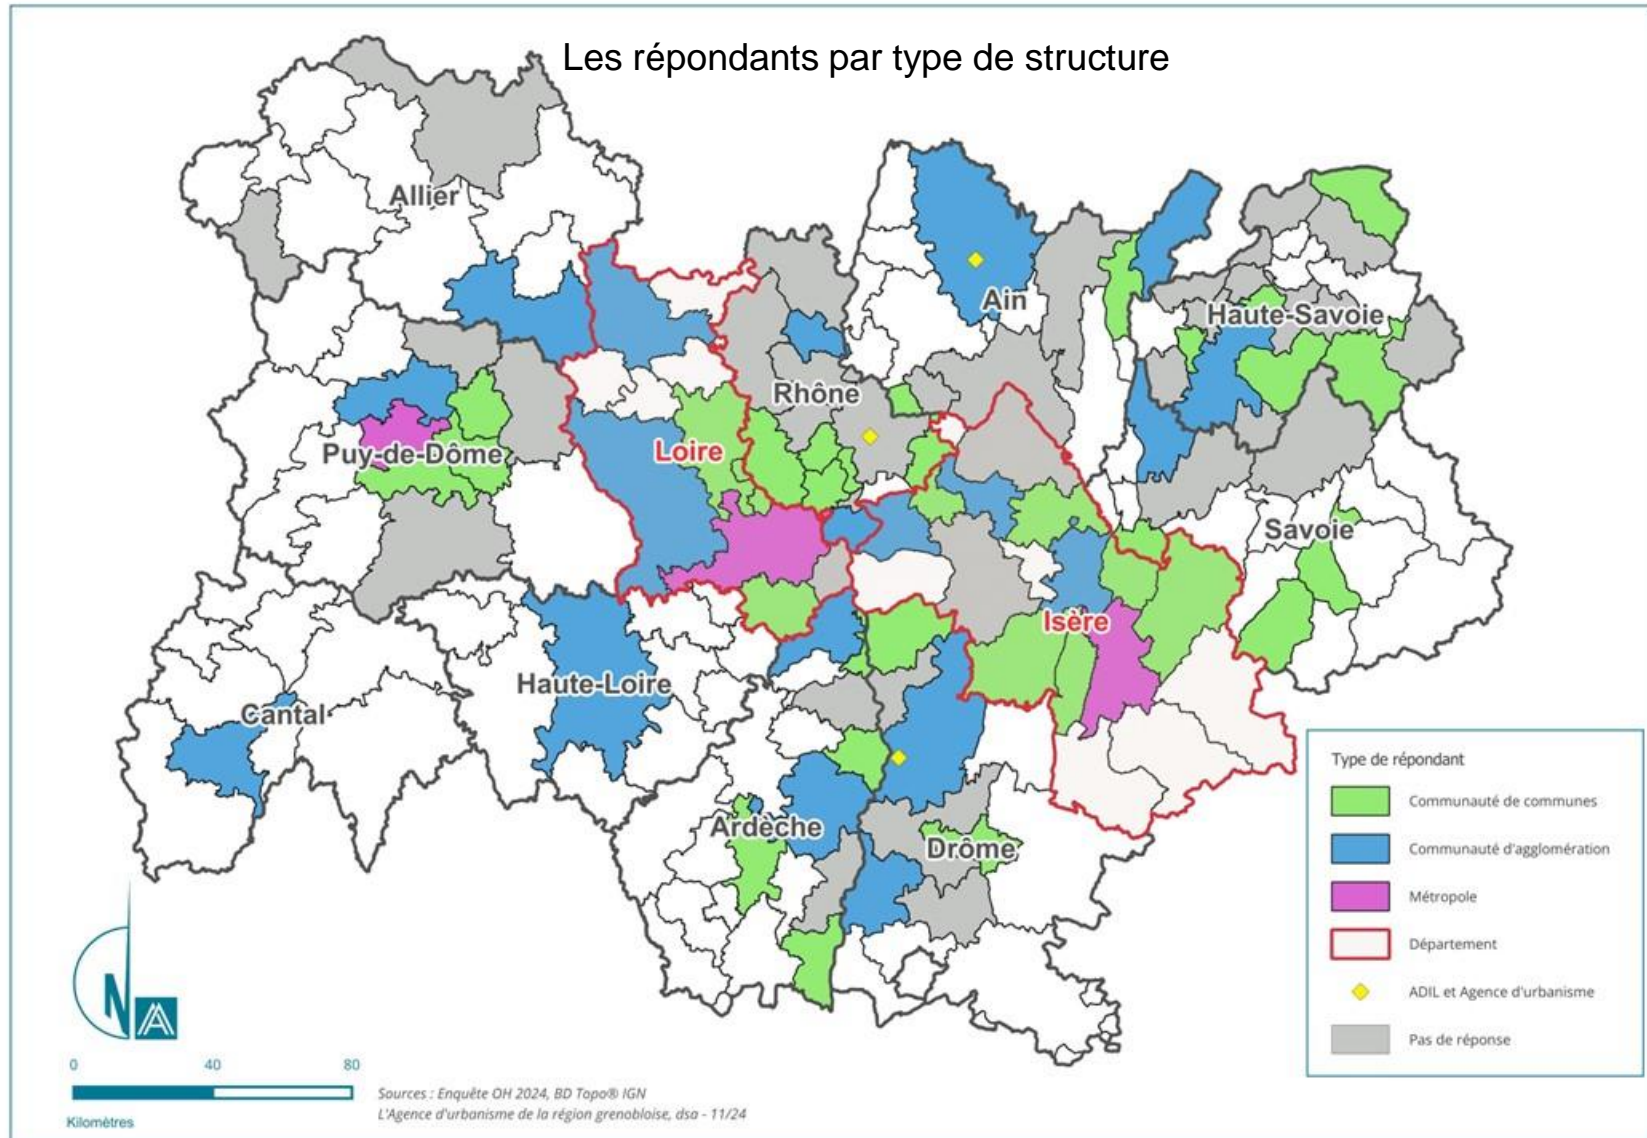 Les répondants par type de structure
Allier
Ain
Haute-Savoie
Rhône
Puy-de-Dôme
Loire
Savoie
Isère
Haute-Loire
Cantal
Ardèche
Drôme
Type de répondant
Communauté de communes
Communauté d'agglomération
Métropole
Département
ADIL et Agence d'urbanisme
Pas de réponse
N
0 40 80
Kilomètres
Sources : Enquête OH 2024, BD Topo® IGN
L'Agence d'urbanisme de la région grenobloise, dsa - 11/24